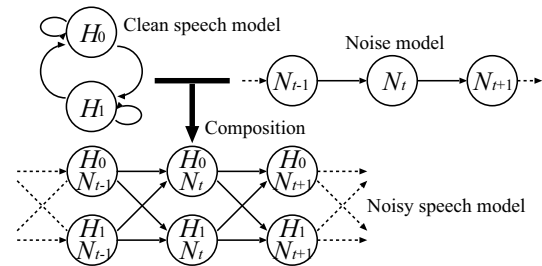 Clean speech model
H0
H1
Noise model
Nt-1
Nt
Nt+1
Composition
H0
Nt-1
H0
Nt
H0
Nt+1
H1
Nt-1
H1
Nt
H1
Nt+1
Noisy speech model